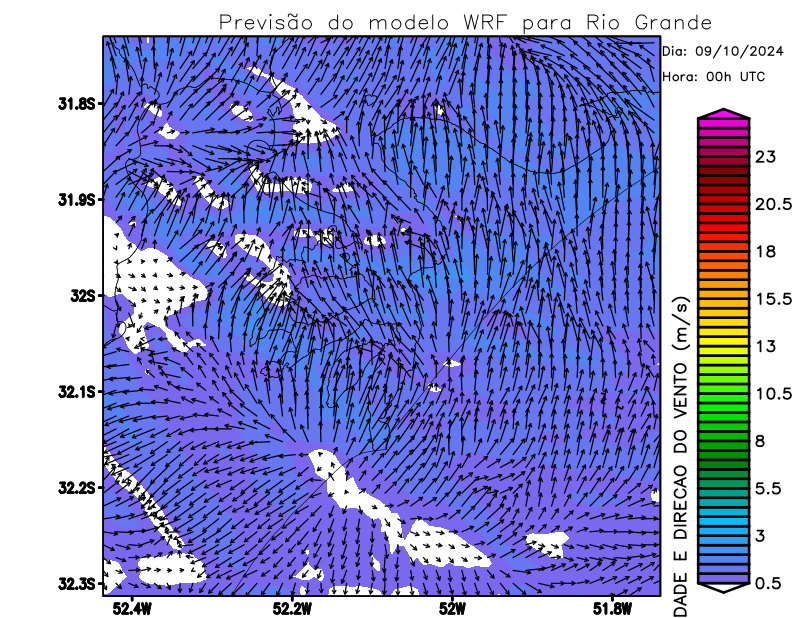 Previsão do modelo WRF para Rio Grande
Dia: 09/10/2024
Hora: 00h UTC
31.8S
31.9S
32S
32.1S
32.2S
32.3S
52.4W
52.2W
52W
51.8W
23
20.5
18
15.5
13
10.5
8
5.5
3
0.5
DADE E DIRECAO DO VENTO (m/s)